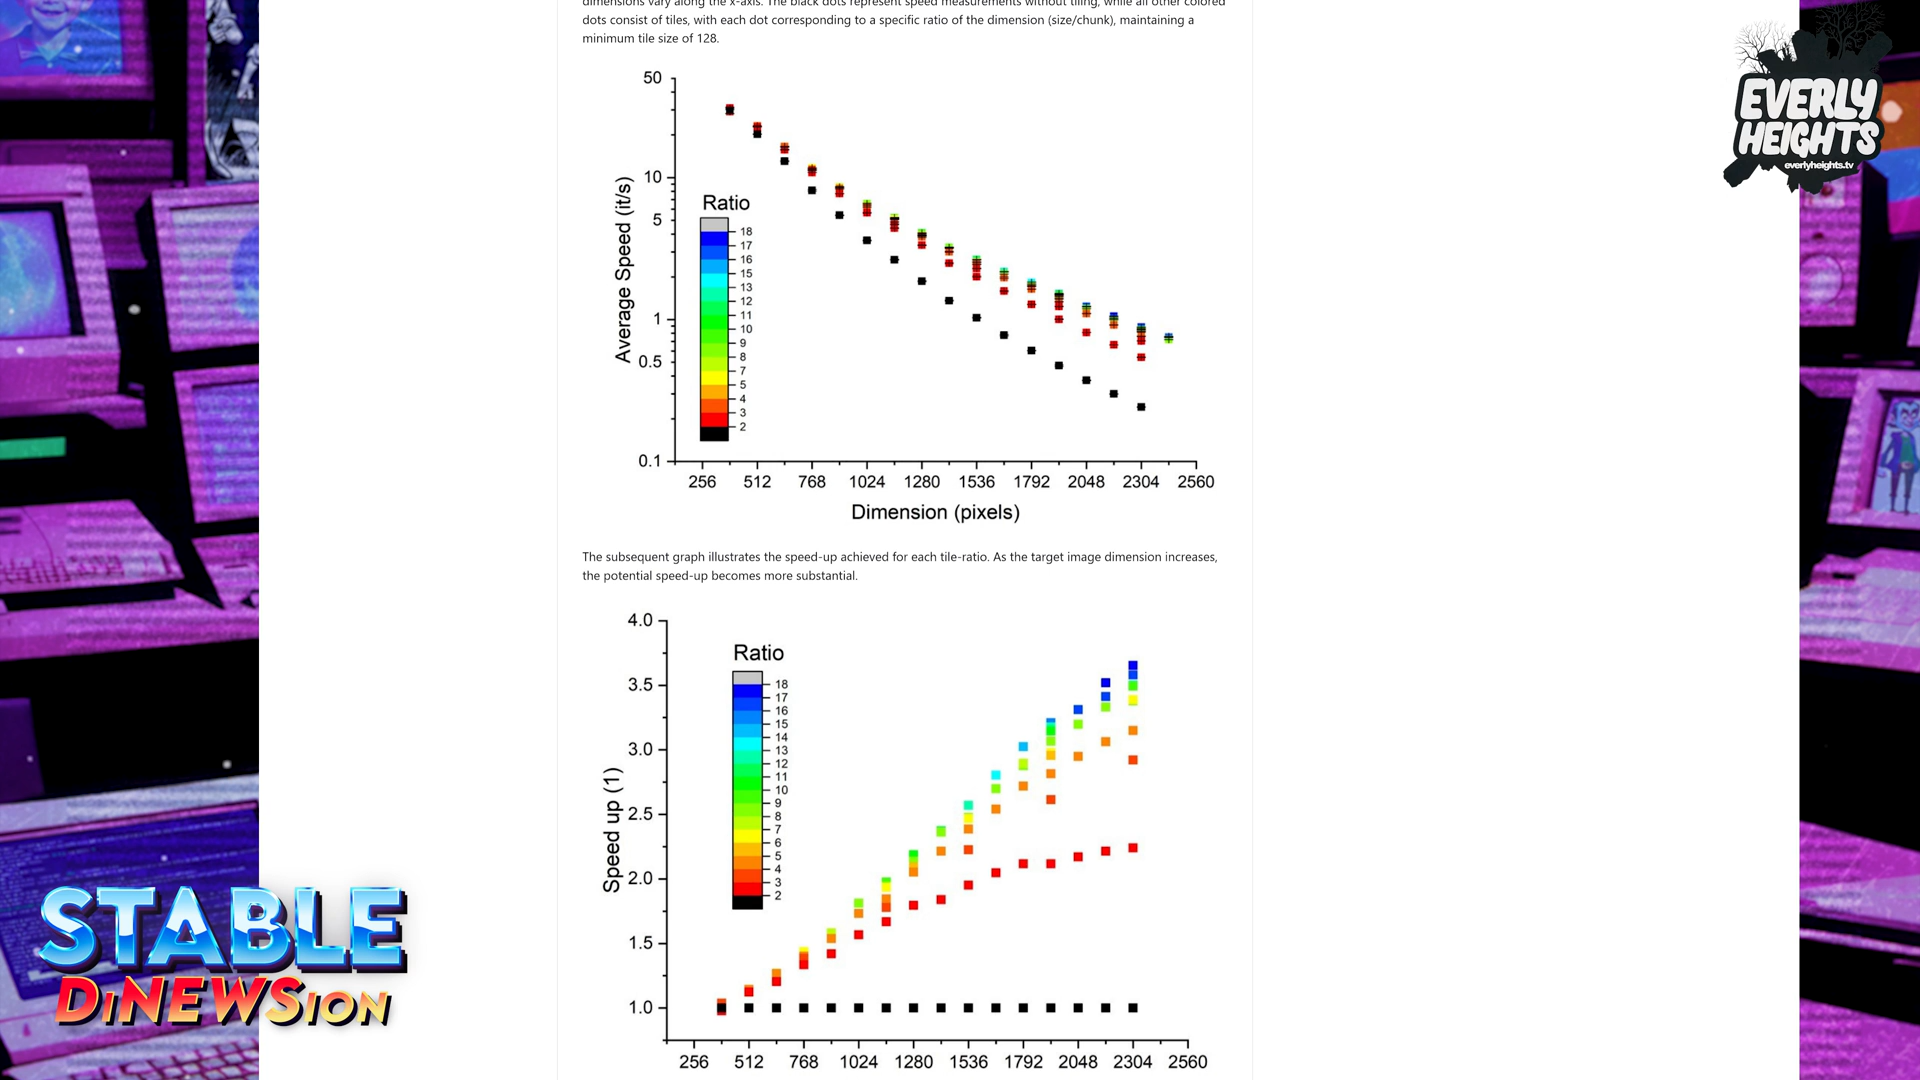 dimensions vary along the x-axis. The black dots represent speed measurements without tiling, while all other colored
dots consist of tiles, with each dot corresponding to a specific ratio of the dimension (size/chunk), maintaining a
minimum tile size of 128.
EVERLY
HEIGHTS
everlyheights.tv
50
10
5
1
0.5
0.1
Average Speed (it/s)
Ratio
18
17
16
15
13
12
11
10
9
8
7
5
4
3
2
256 512 768 1024 1280 1536 1792 2048 2304 2560
Dimension (pixels)
The subsequent graph illustrates the speed-up achieved for each tile-ratio. As the target image dimension increases,
the potential speed-up becomes more substantial.
4.0
3.5
3.0
2.5
2.0
1.5
1.0
Speed up (1)
Ratio
18
17
16
15
14
13
12
11
10
9
8
7
6
5
4
3
2
256 512 768 1024 1280 1536 1792 2048 2304 2560
STABLE
DiNEWSion